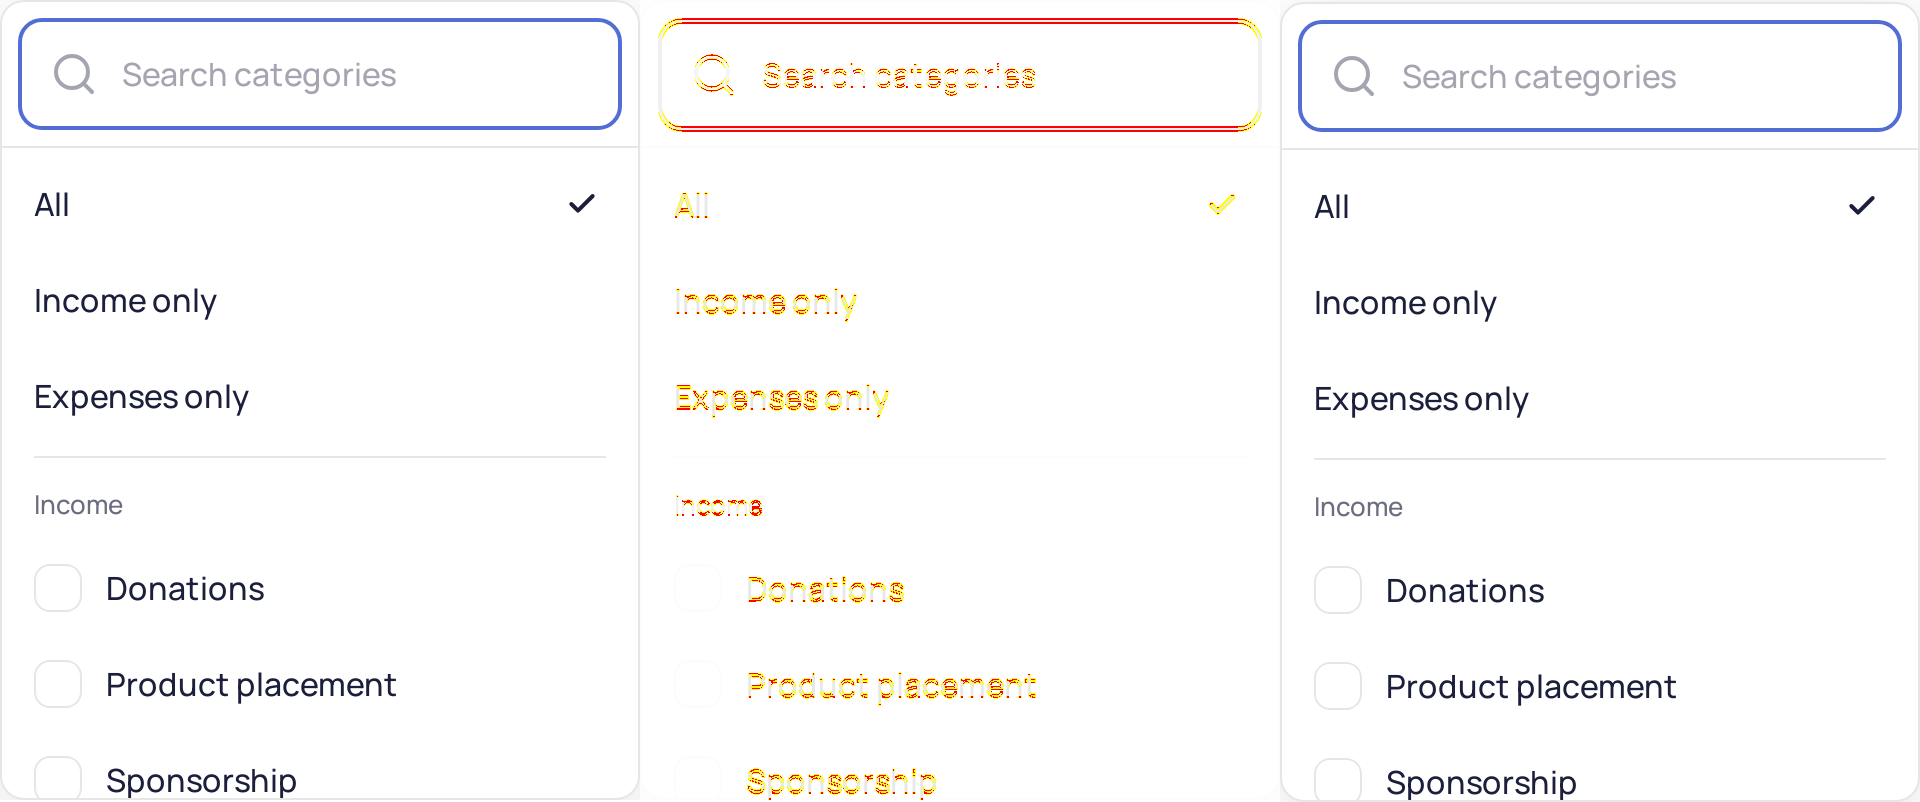 Search categories
All
Income only
Expenses only
Income
Donations
Product placement
Sponsorship
Search categories
All
Income only
Expenses only
Income
Donations
Product placement
Sponsorship
Search categories
All
Income only
Expenses only
Income
Donations
Product placement
Sponsorship